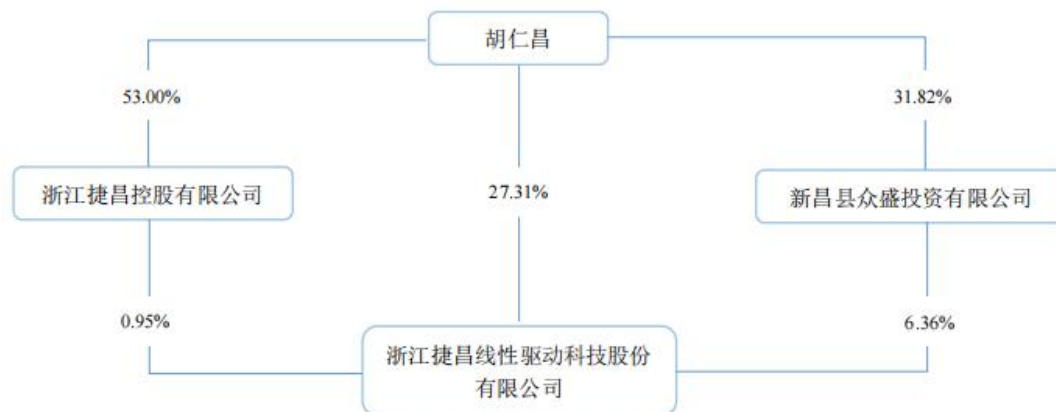 胡仁昌
53.00%
31.82%
浙江捷昌控股有限公司
27.31%
新昌县众盛投资有限公司
0.95%
6.36%
浙江捷昌线性驱动科技股份
有限公司